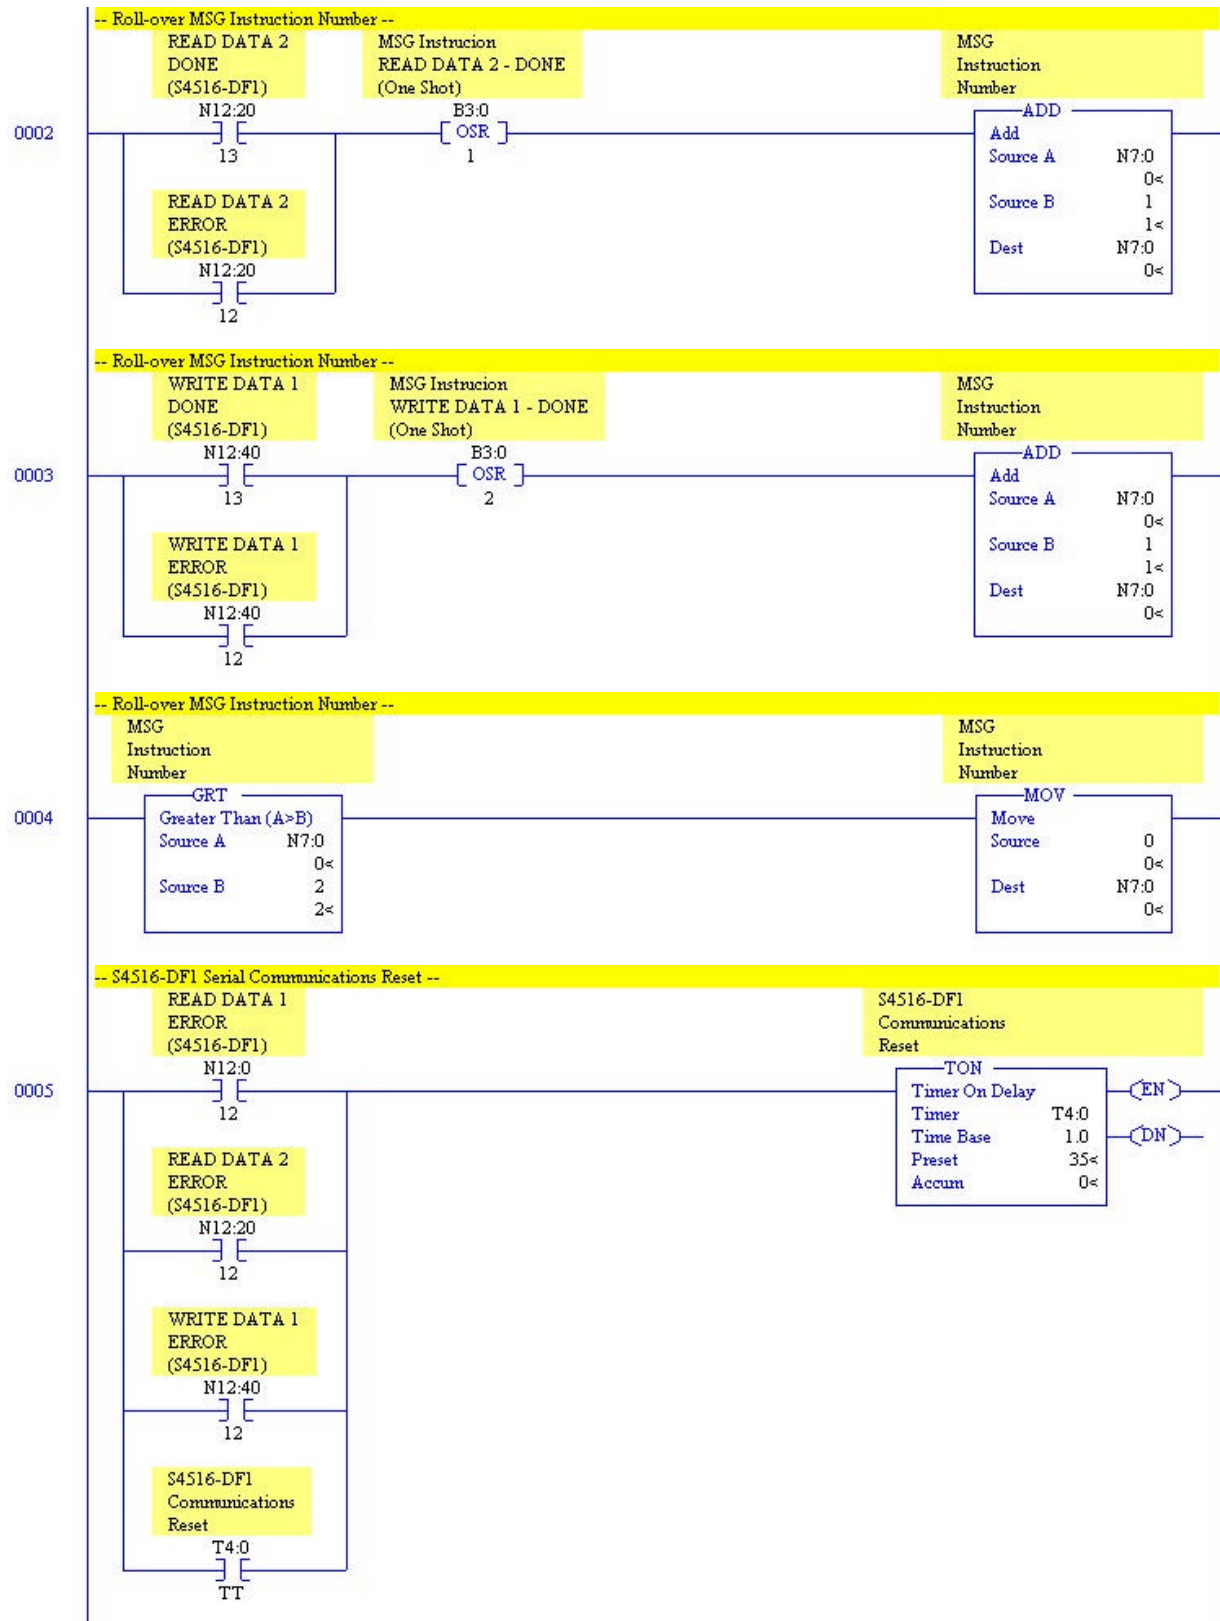 -- Roll-over MSG Instruction Number --
READ DATA 2
DONE
(S4516-DF1)
N12:20
13
MSG Instrucion
READ DATA 2 - DONE
(One Shot)
B3:0
OSR
1
MSG
Instruction
Number
0002
ADD
Add
Source A N7:0
0<
Source B 1
1<
Dest N7:0
0<
READ DATA 2
ERROR
(S4516-DF1)
N12:20
12
-- Roll-over MSG Instruction Number --
WRITE DATA 1
DONE
(S4516-DF1)
N12:40
13
MSG Instrucion
WRITE DATA 1 - DONE
(One Shot)
B3:0
OSR
2
MSG
Instruction
Number
0003
ADD
Add
Source A N7:0
0<
Source B 1
1<
Dest N7:0
0<
WRITE DATA 1
ERROR
(S4516-DF1)
N12:40
12
-- Roll-over MSG Instruction Number --
MSG
Instruction
Number
0004
GRT
Greater Than (A>B)
Source A N7:0
0<
Source B 2
2<
MSG
Instruction
Number
MOV
Move
Source 0
0<
Dest N7:0
0<
-- S4516-DF1 Serial Communications Reset --
READ DATA 1
ERROR
(S4516-DF1)
N12:0
12
0005
S4516-DF1
Communications
Reset
TON
Timer On Delay
Timer T4:0
Time Base 1.0
Preset 35<
Accum 0<
EN
DN
READ DATA 2
ERROR
(S4516-DF1)
N12:20
12
WRITE DATA 1
ERROR
(S4516-DF1)
N12:40
12
S4516-DF1
Communications
Reset
T4:0
TT